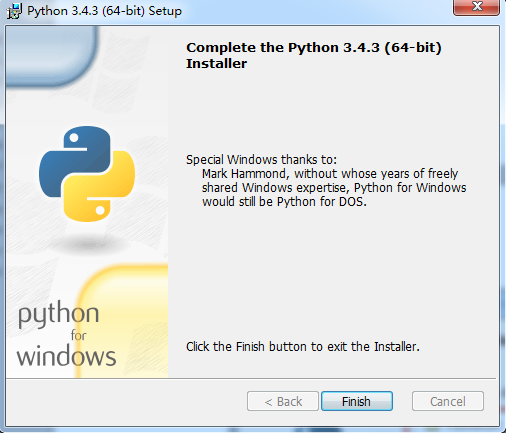 Python 3.4.3 (64-bit) Setup
Complete the Python 3.4.3 (64-bit)
Installer
Special Windows thanks to:
Mark Hammond, without whose years of freely
shared Windows expertise, Python for Windows
would still be Python for DOS.
python
for
windows
Click the Finish button to exit the Installer.
< Back
Finish
Cancel